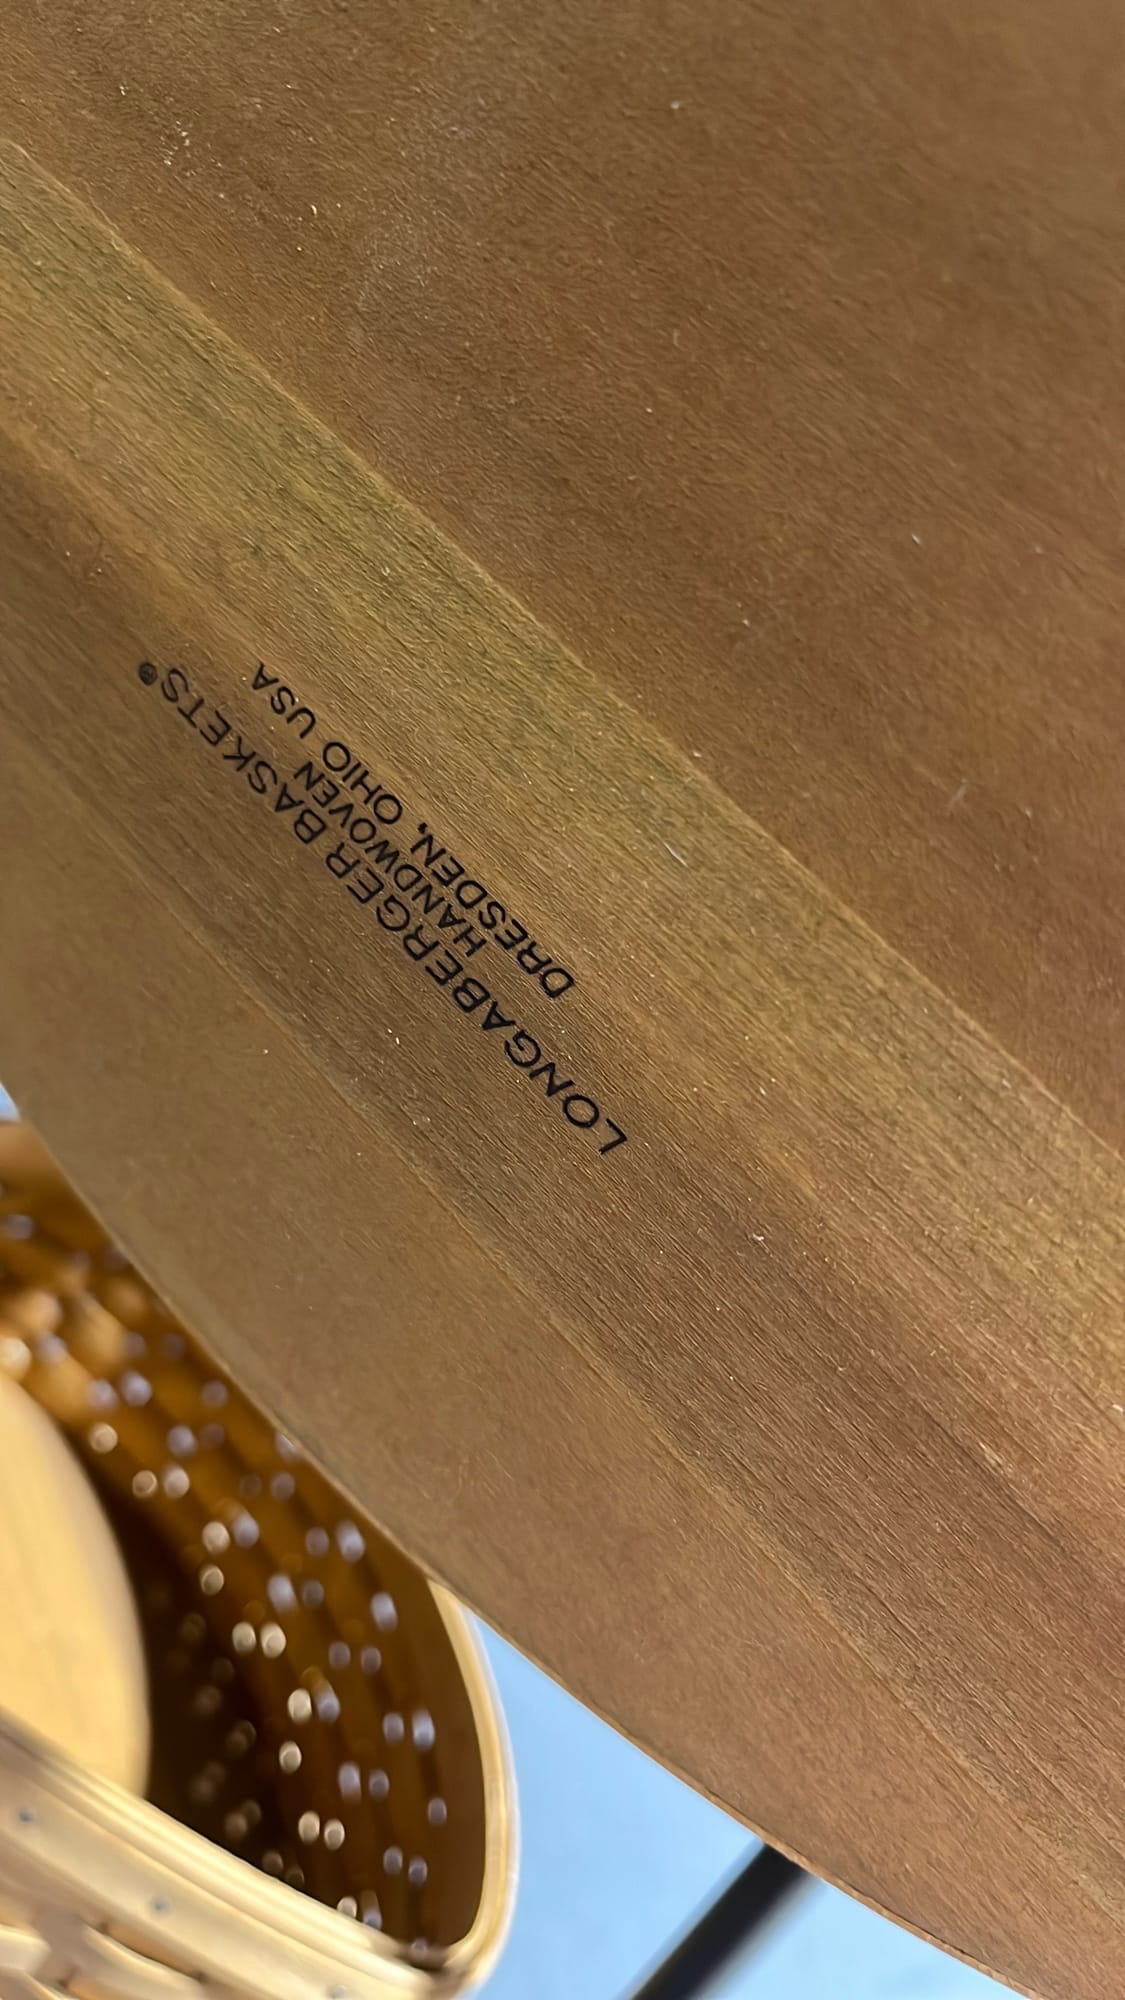 LONGABERGER BASKETS®
HANDWOVEN
DRESDEN, OHIO USA